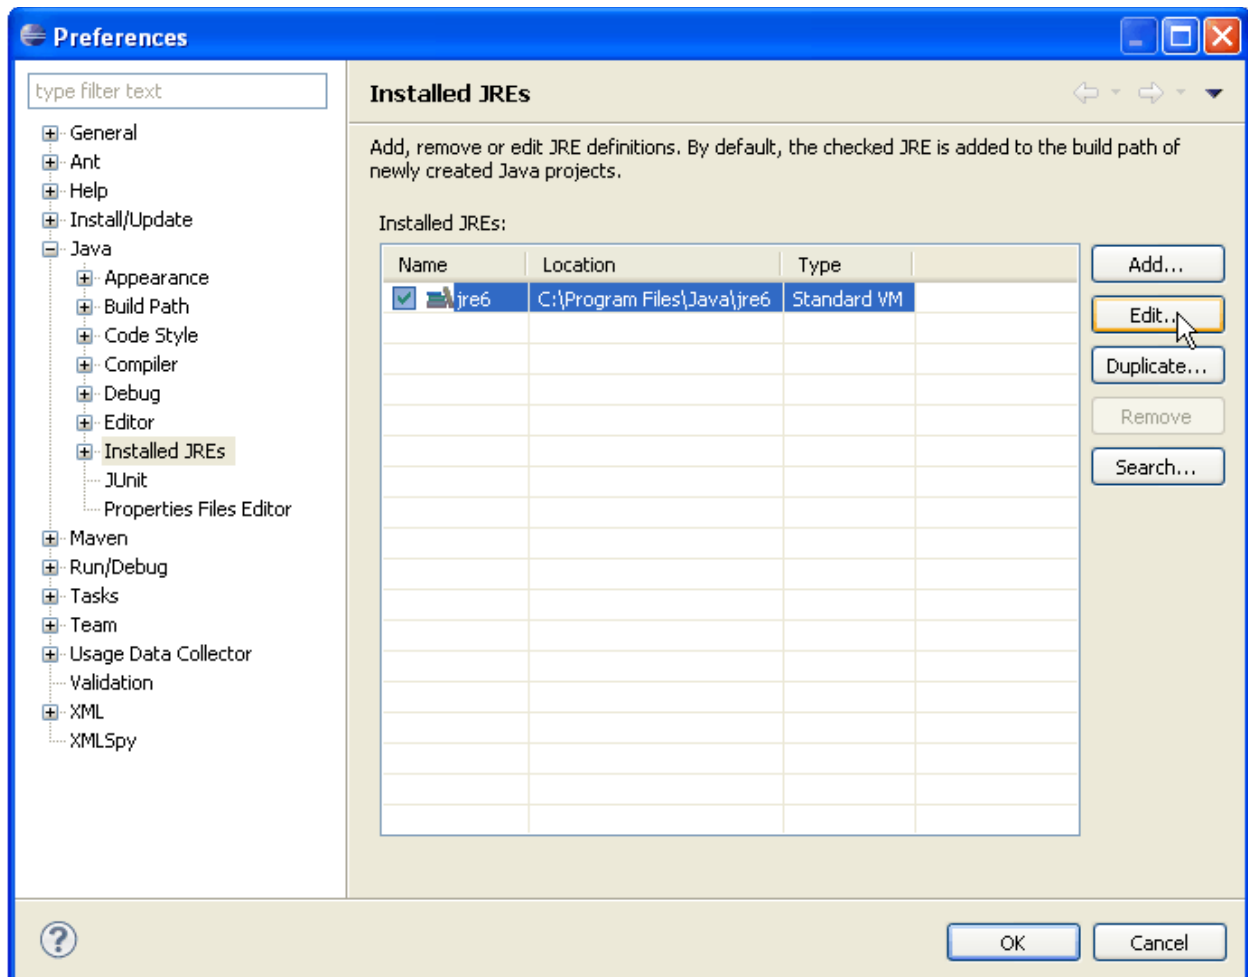 Preferences
type filter text
General
Ant
Help
Install/Update
Java
Appearance
Build Path
Code Style
Compiler
Debug
Editor
Installed JREs
JUnit
Properties Files Editor
Maven
Run/Debug
Tasks
Team
Usage Data Collector
Validation
XML
XMLSpy
Installed JREs
Add, remove or edit JRE definitions. By default, the checked JRE is added to the build path of
newly created Java projects.
Installed JREs:
Name Location Type
jre6 C:\Program Files\Java\jre6 Standard VM
Add...
Edit...
Duplicate...
Remove
Search...
OK Cancel